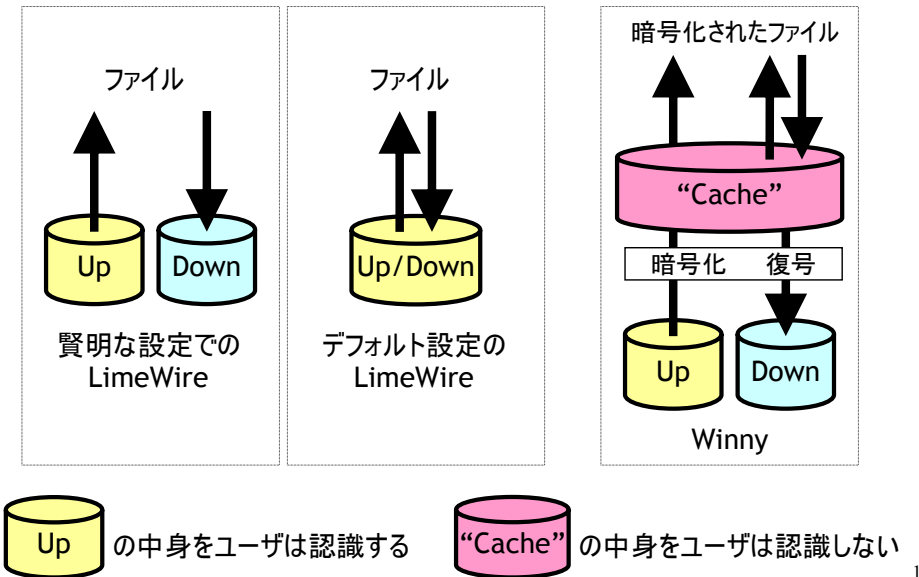 ファイル
Up
Down
賢明な設定での
LimeWire
ファイル
Up/Down
デフォルト設定の
LimeWire
暗号化されたファイル
“Cache”
暗号化 復号
Up
Down
Winny
Up の中身をユーザは認識する
“Cache” の中身をユーザは認識しない